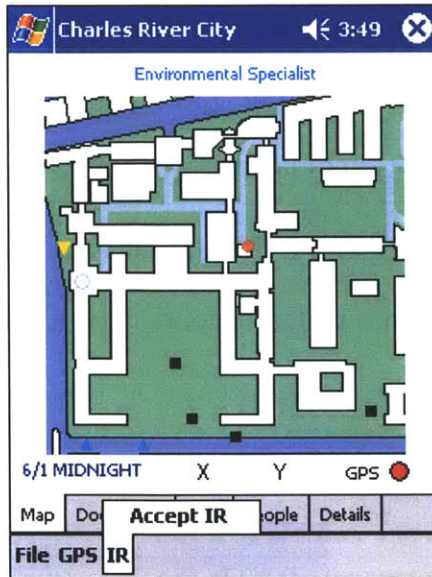 Charles River City 3:49
Environmental Specialist
6/1 MIDNIGHT X Y GPS
Map Accept IR Details
File GPS IR